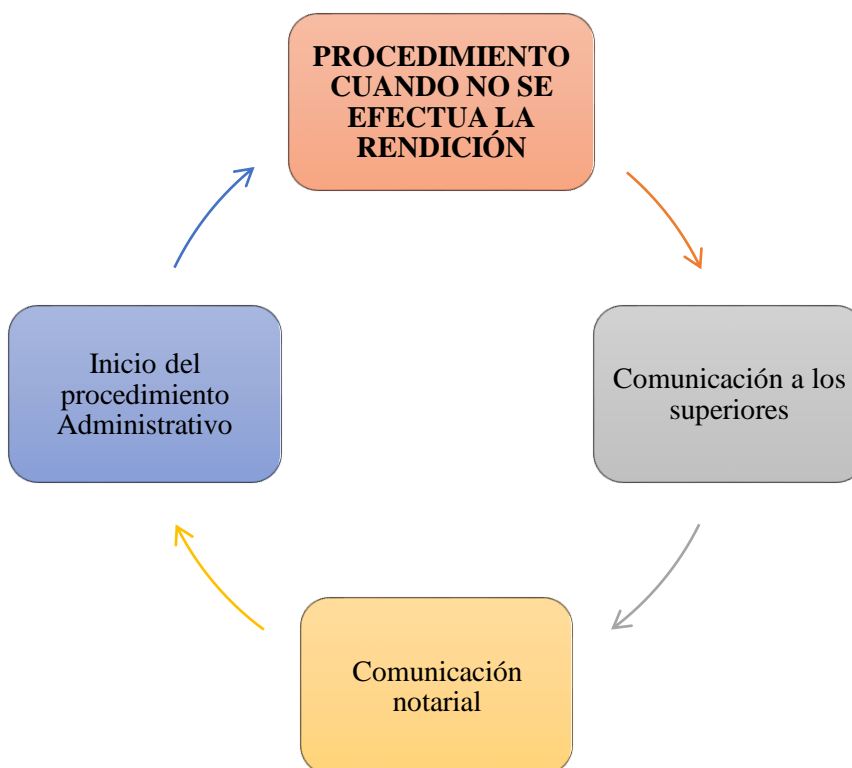 PROCEDIMIENTO
CUANDO NO SE
EFECTUA LA
RENDICIÓN
Comunicación a los
superiores
Comunicación
notarial
Inicio del
procedimiento
Administrativo